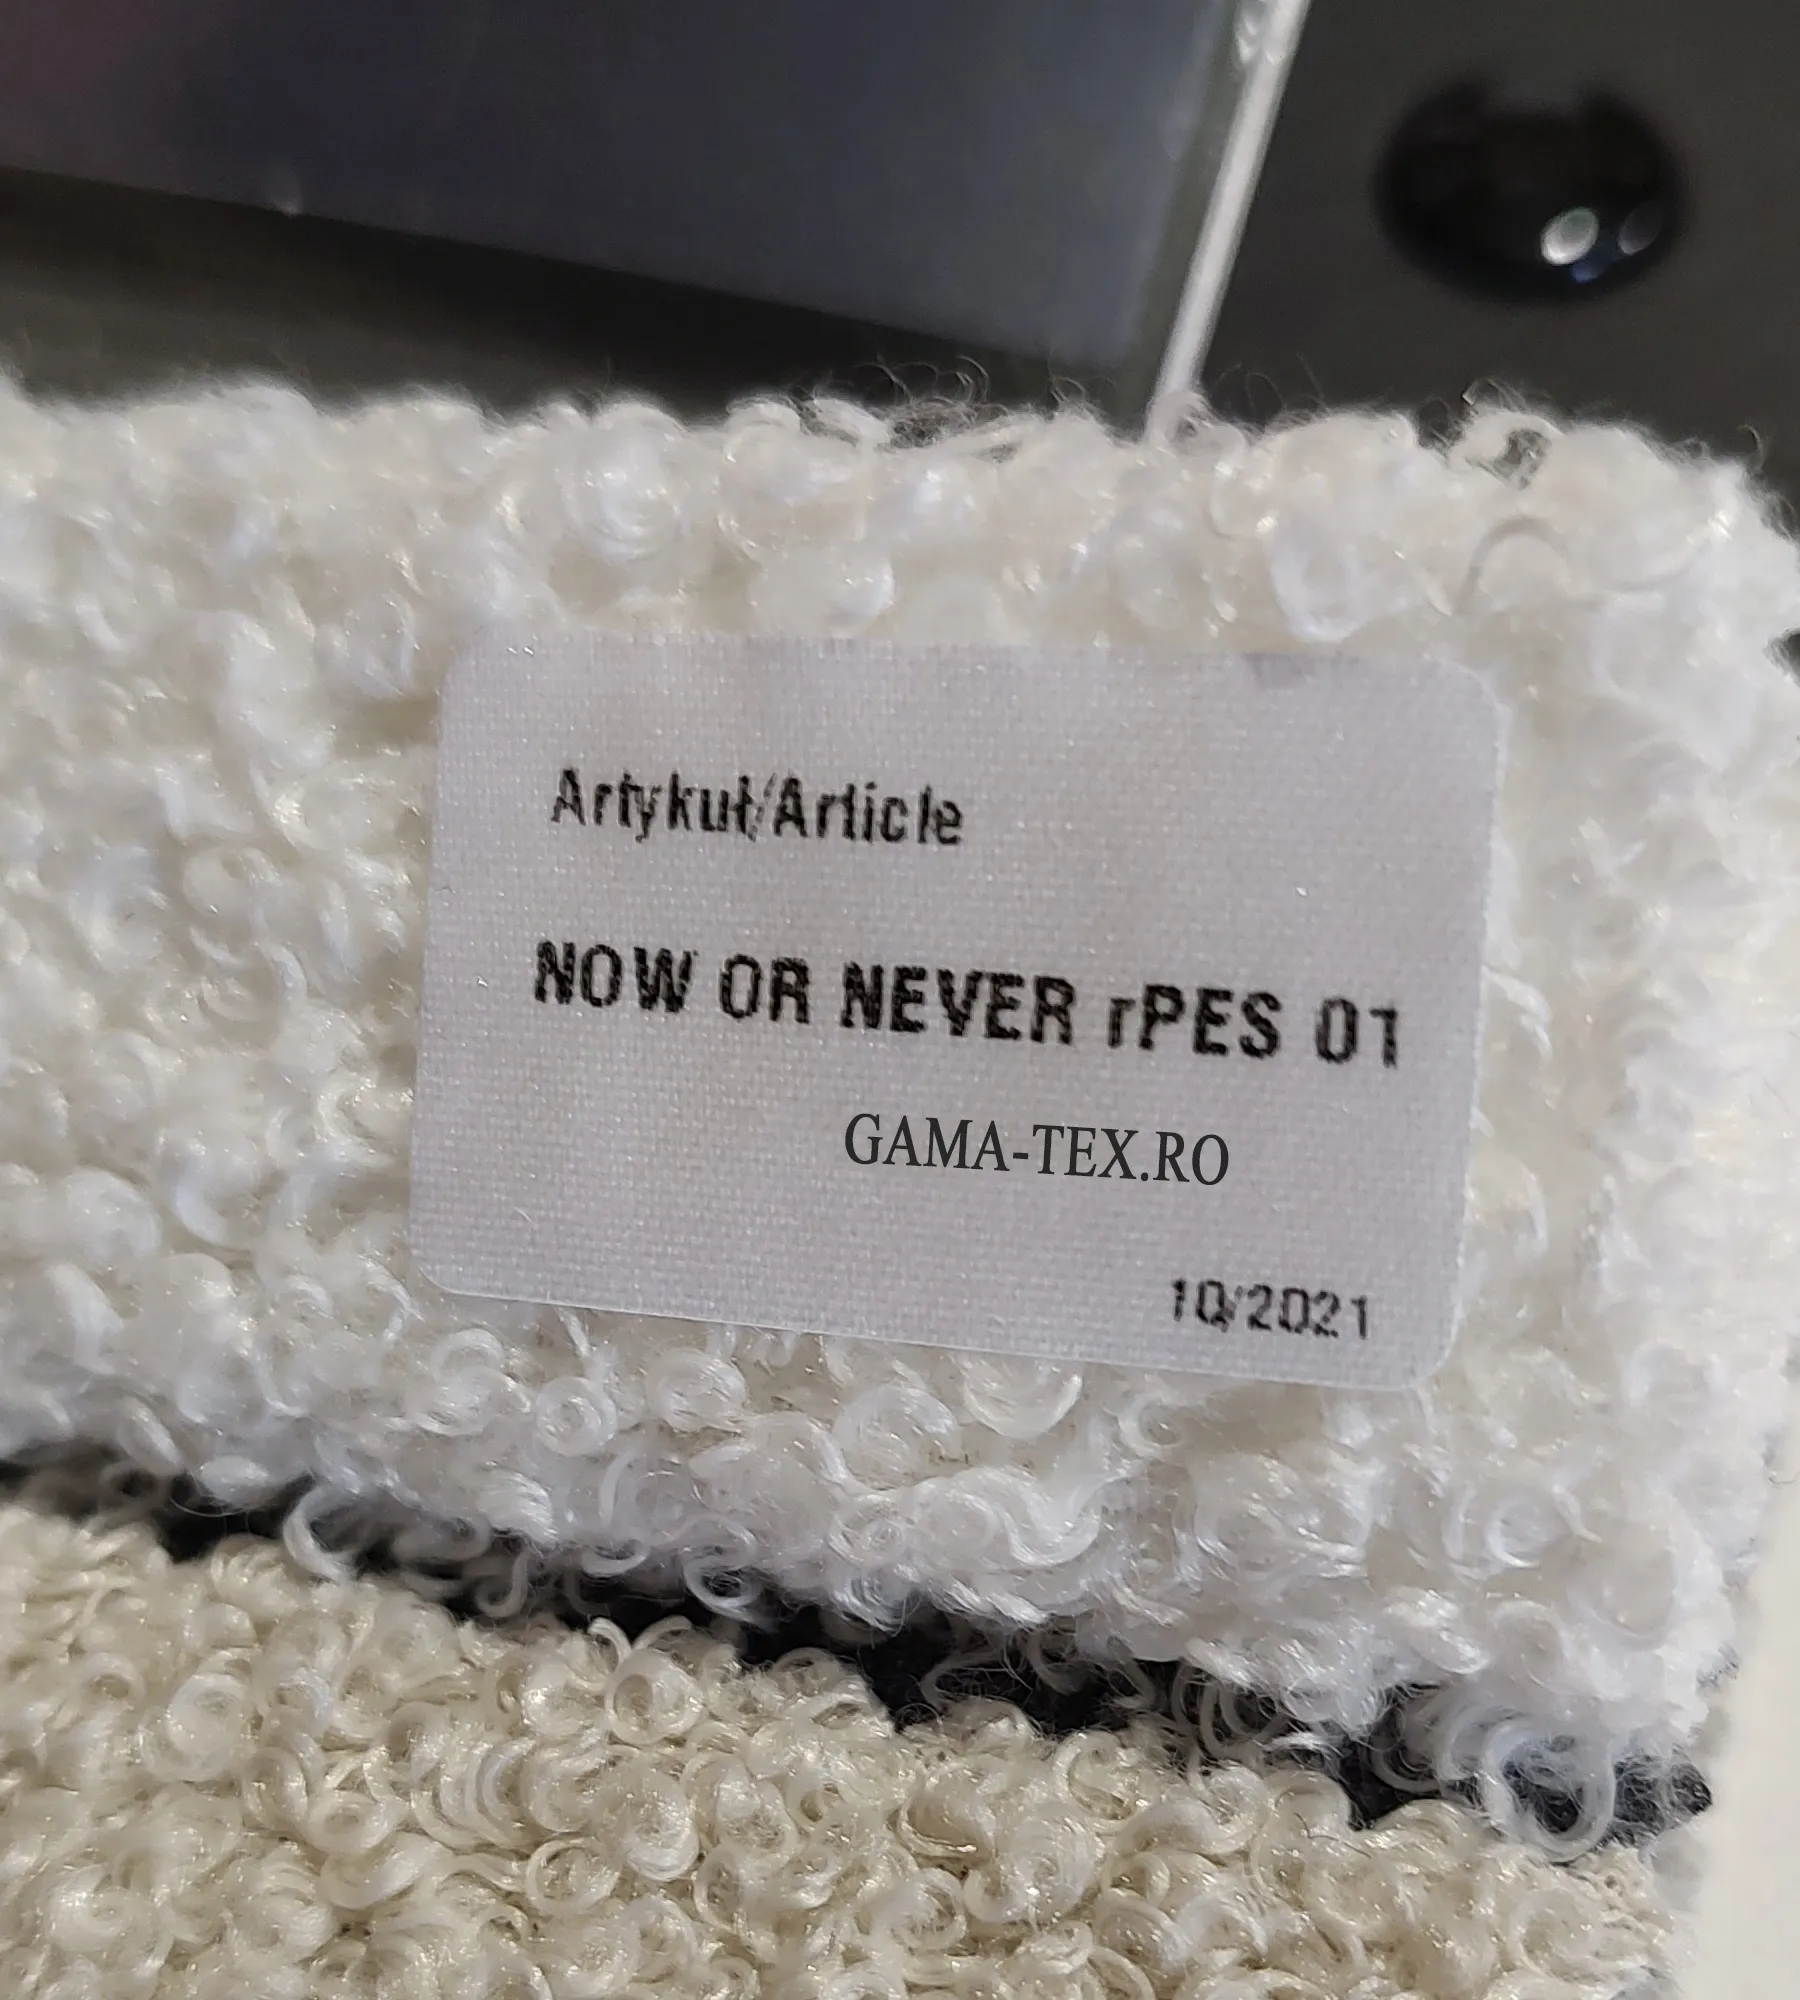 Artykuł/Article
NOW OR NEVER rPES 01
GAMA-TEX.RO
10/2021